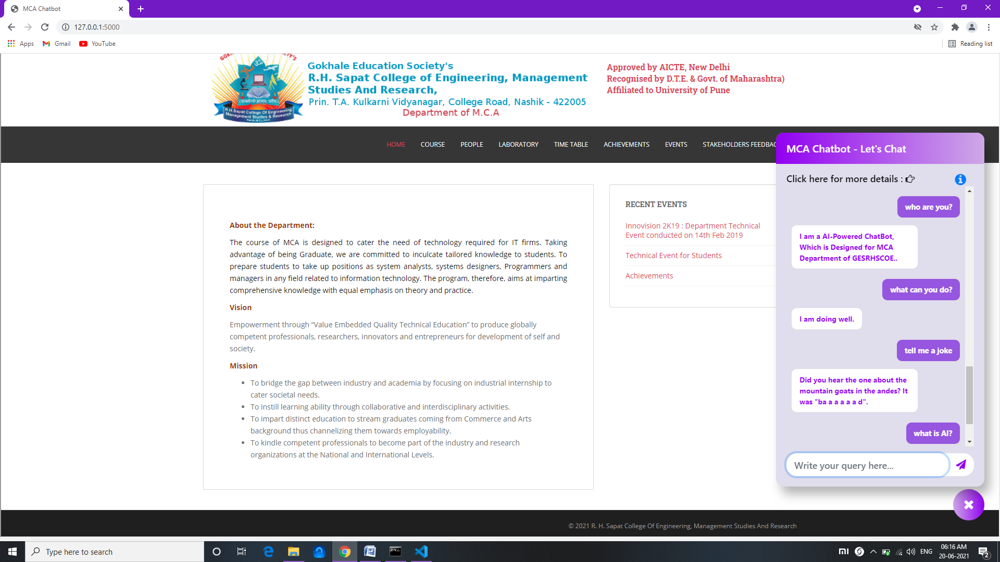 MCA Chatbot
127.0.0.1:5000
Apps
Gmail
YouTube
Reading list
Gokhale Education Society's
R.H. Sapat College of Engineering, Management
Studies And Research,
Prin. T.A. Kulkarni Vidyanagar, College Road, Nashik - 422005
Department of M.C.A
R.H.Sapat College Of Engineering
Management Studies & Research
Approved by AICTE, New Delhi
Recognised by D.T.E. & Govt. of Maharashtra)
Affiliated to University of Pune
HOME
COURSE
PEOPLE
LABORATORY
TIME TABLE
ACHIEVEMENTS
EVENTS
STAKEHOLDERS FEEDBAC
About the Department:
The course of MCA is designed to cater the need of technology required for IT firms. Taking
advantage of being Graduate, we are committed to inculcate tailored knowledge to students. To
prepare students to take up positions as system analysts, systems designers, Programmers and
managers in any field related to information technology. The program, therefore, aims at imparting
comprehensive knowledge with equal emphasis on theory and practice.
Vision
Empowerment through “Value Embedded Quality Technical Education” to produce globally
competent professionals, researchers, innovators and entrepreneurs for development of self and
society.
Mission
To bridge the gap between industry and academia by focusing on industrial internship to
cater societal needs.
To instill learning ability through collaborative and interdisciplinary activities.
To impart distinct education to stream graduates coming from Commerce and Arts
background thus channelizing them towards employability.
To kindle competent professionals to become part of the industry and research
organizations at the National and International Levels.
RECENT EVENTS
Innovision 2K19 : Department Technical
Event conducted on 14th Feb 2019
Technical Event for Students
Achievements
MCA Chatbot - Let's Chat
Click here for more details :
who are you?
I am a AI-Powered ChatBot,
Which is Designed for MCA
Department of GESRHSCOE..
what can you do?
I am doing well.
tell me a joke
Did you hear the one about the
mountain goats in the andes? It
was "ba a a a a a d".
what is AI?
Write your query here...
© 2021 R. H. Sapat College Of Engineering, Management Studies And Research
Type here to search
ENG
06:16 AM
20-06-2021
2